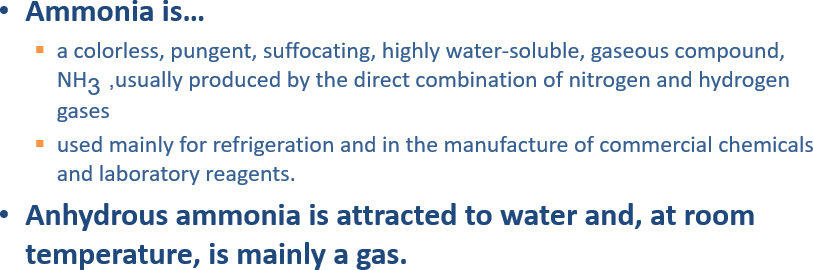 • Ammonia is...
▪ a colorless, pungent, suffocating, highly water-soluble, gaseous compound,
NH3 ,usually produced by the direct combination of nitrogen and hydrogen
gases
▪ used mainly for refrigeration and in the manufacture of commercial chemicals
and laboratory reagents.
• Anhydrous ammonia is attracted to water and, at room
temperature, is mainly a gas.